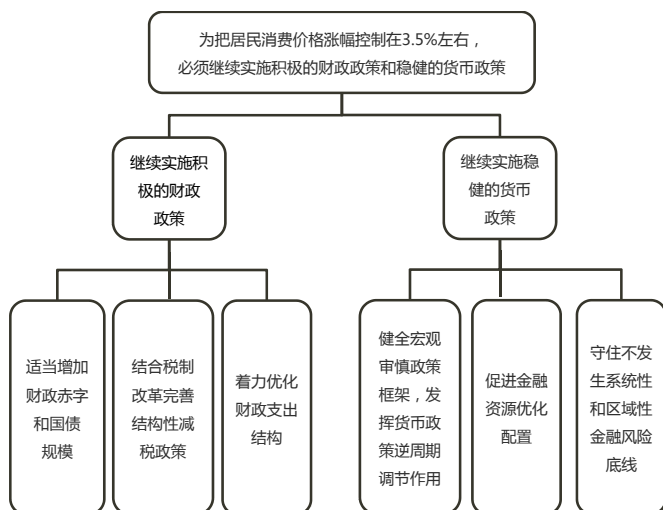 为把居民消费价格涨幅控制在3.5%左右，
必须继续实施积极的财政政策和稳健的货币政策
继续实施积
极的财政
政策
继续实施稳
健的货币
政策
适当增加
财政赤字
和国债
规模
结合税制
改革完善
结构性减
税政策
着力优化
财政支出
结构
健全宏观
审慎政策
框架，发
挥货币政
策逆周期
调节作用
促进金融
资源优化
配置
守住不发
生系统性
和区域性
金融风险
底线